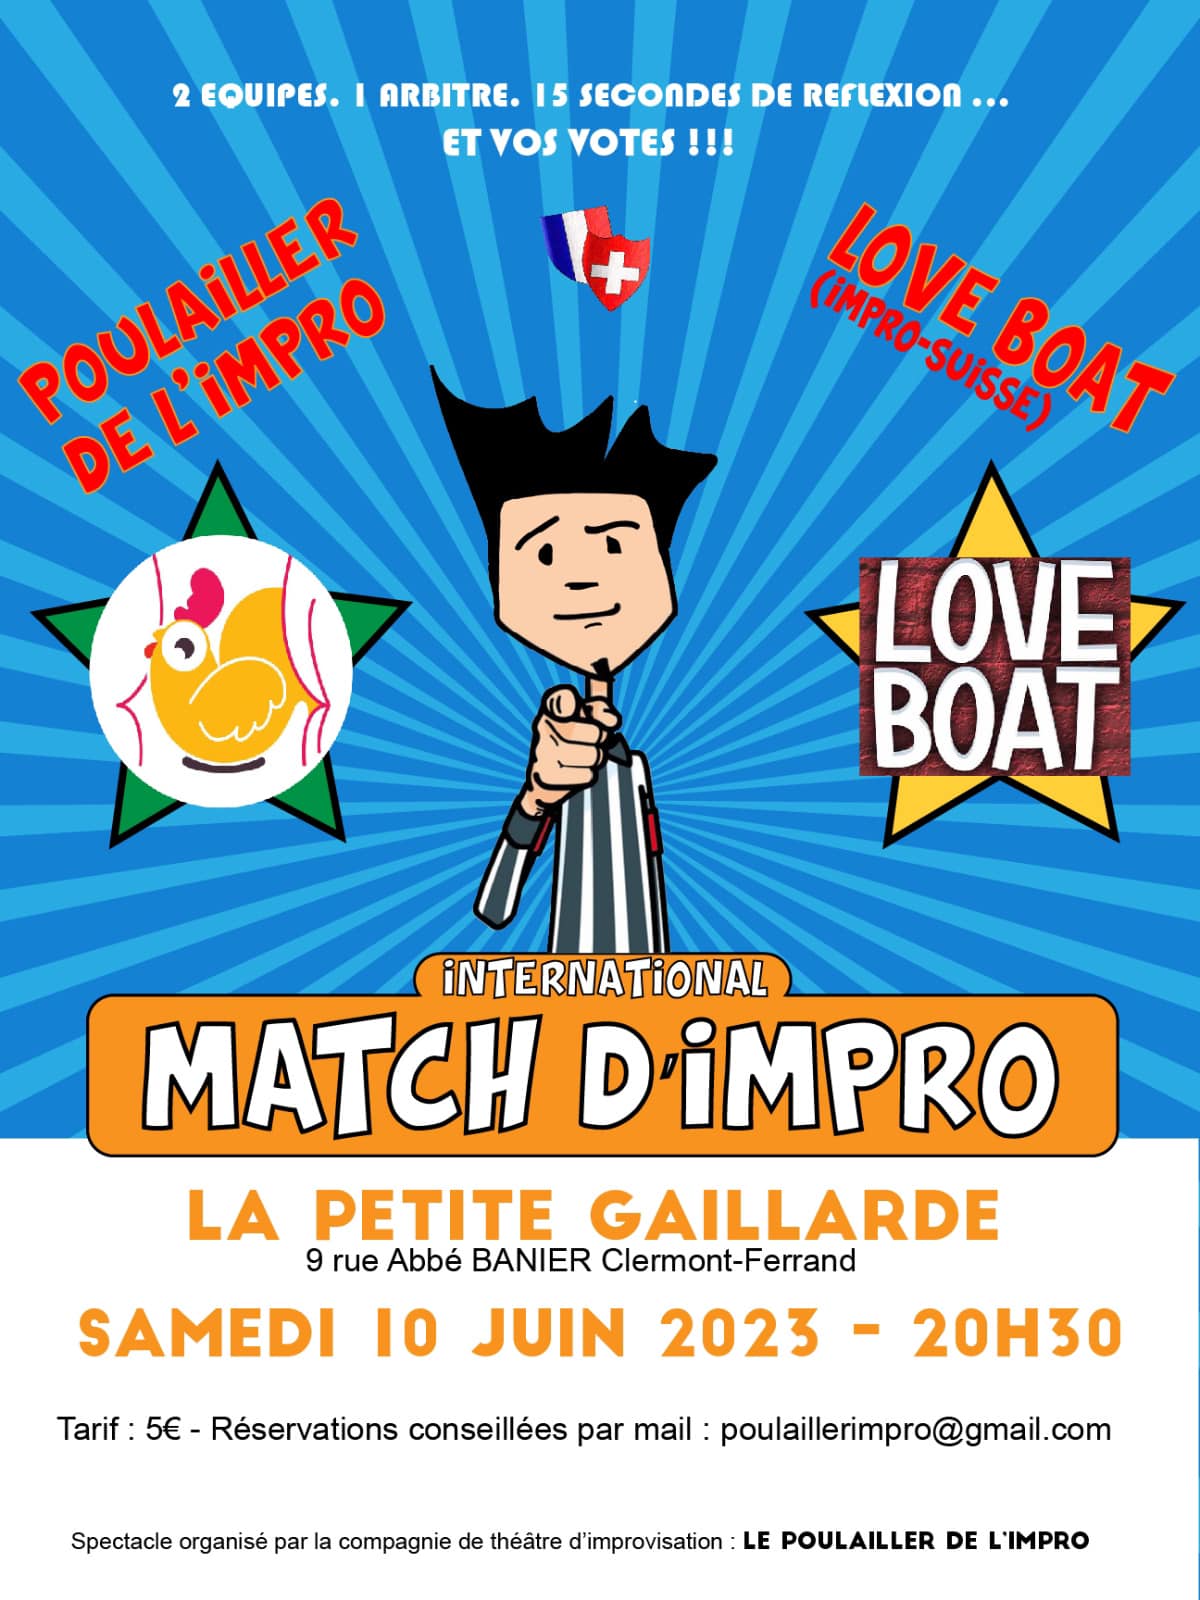 2 EQUIPES. 1 ARBITRE. 15 SECONDES DE REFLEXION ...
ET VOS VOTES !!!
POULAiLLER
DE L'iMPRO
LOVE BOAT
(iMPRO-SUiSSE)
LOVE
BOAT
iNTERNATiONAL
MATCH D'iMPRO
LA PETITE GAILLARDE
9 rue Abbé BANIER Clermont-Ferrand
SAMEDI 10 JUIN 2023 - 20H30
Tarif : 5€ - Réservations conseillées par mail : poulaillerimpro@gmail.com
Spectacle organisé par la compagnie de théâtre d'improvisation : LE POULAILLER DE L'IMPRO